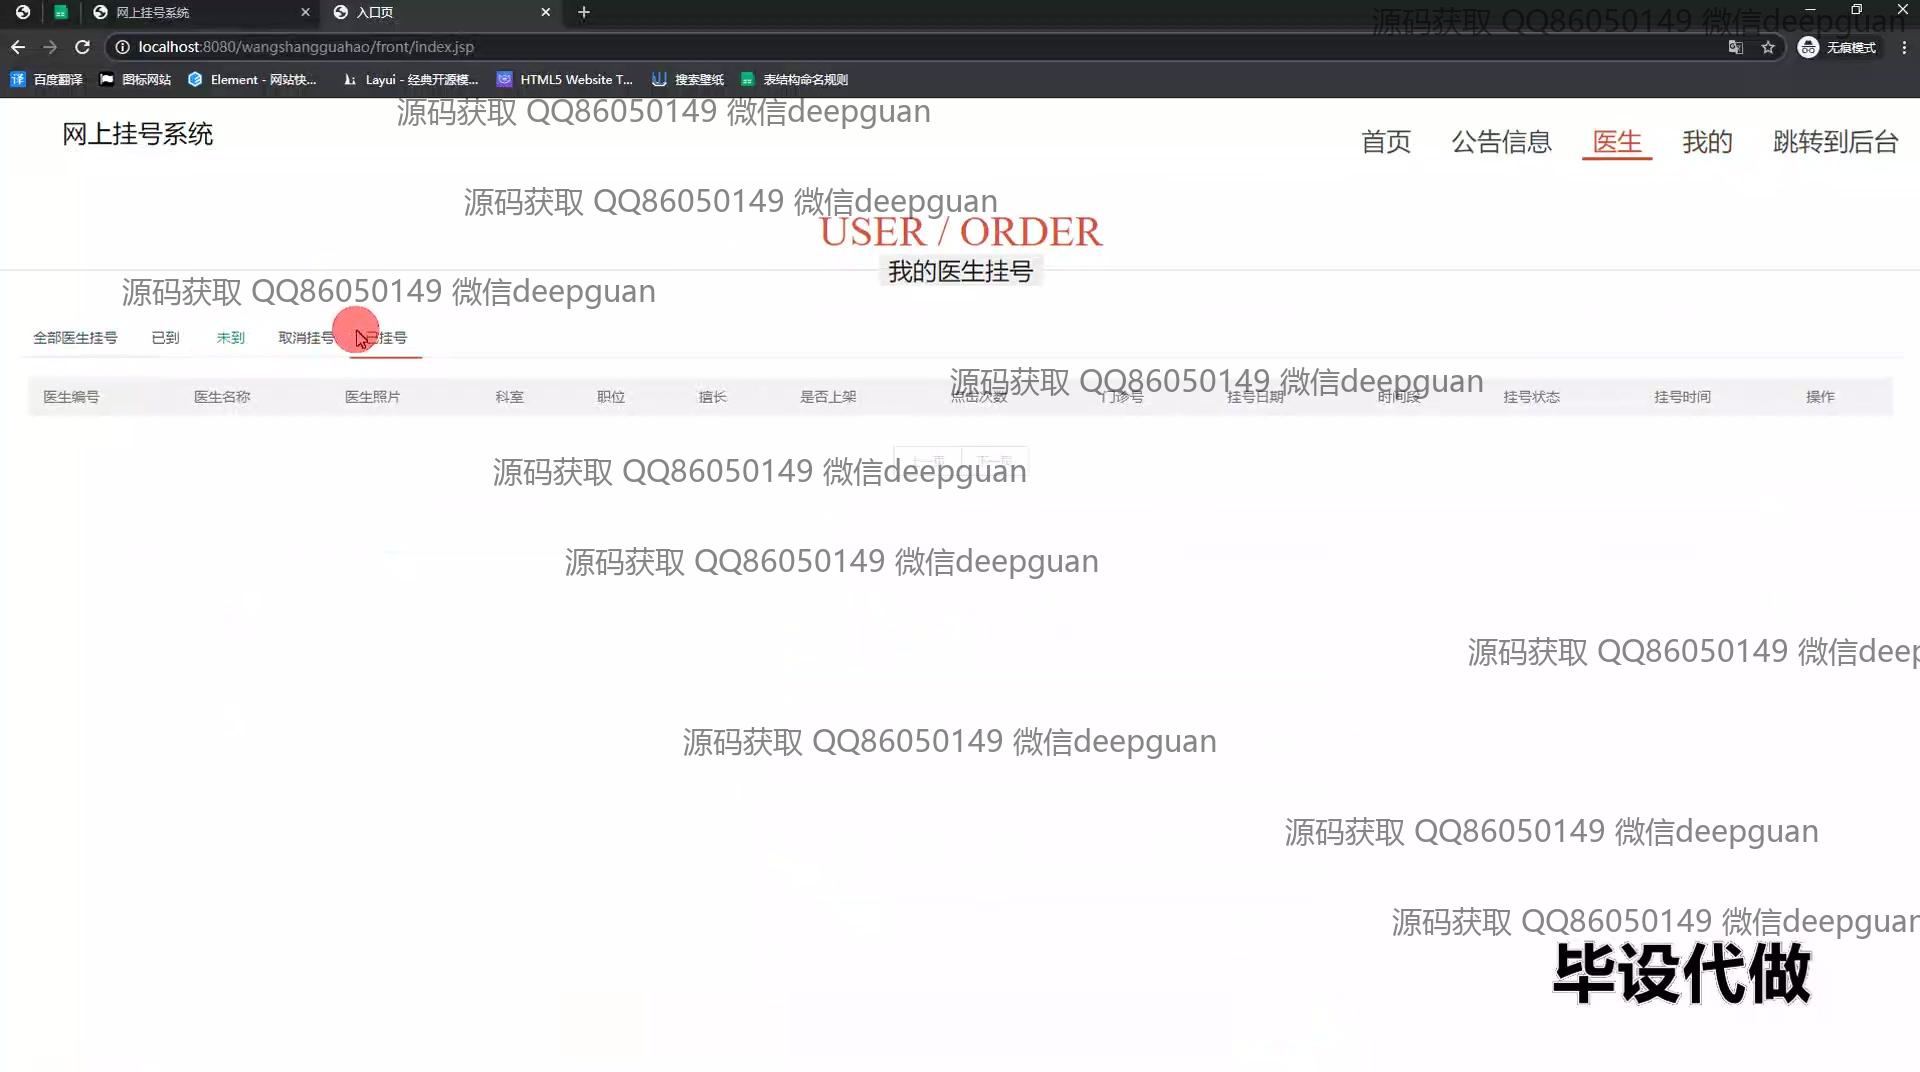 网上挂号系统
入口页
源码获取 QQ86050149 微信deepguan
localhost:8080/wangshangguahao/front/index.jsp
无痕模式
百度翻译
图标网站
Element - 网站快...
Layui - 经典开源模...
HTML5 Website T...
搜索壁纸
表结构命名规则
源码获取 QQ86050149 微信deepguan
网上挂号系统
首页
公告信息
医生
我的
跳转到后台
源码获取 QQ86050149 微信deepguan
USER / ORDER
我的医生挂号
源码获取 QQ86050149 微信deepguan
全部医生挂号
已到
未到
取消挂号
已挂号
源码获取 QQ86050149 微信deepguan
医生编号
医生名称
医生照片
科室
职位
擅长
是否上架
点击次数
门诊号
挂号日期
时间段
挂号状态
挂号时间
操作
上一页
下一页
源码获取 QQ86050149 微信deepguan
源码获取 QQ86050149 微信deepguan
源码获取 QQ86050149 微信deep
源码获取 QQ86050149 微信deepguan
源码获取 QQ86050149 微信deepguan
源码获取 QQ86050149 微信deepguan
毕设代做